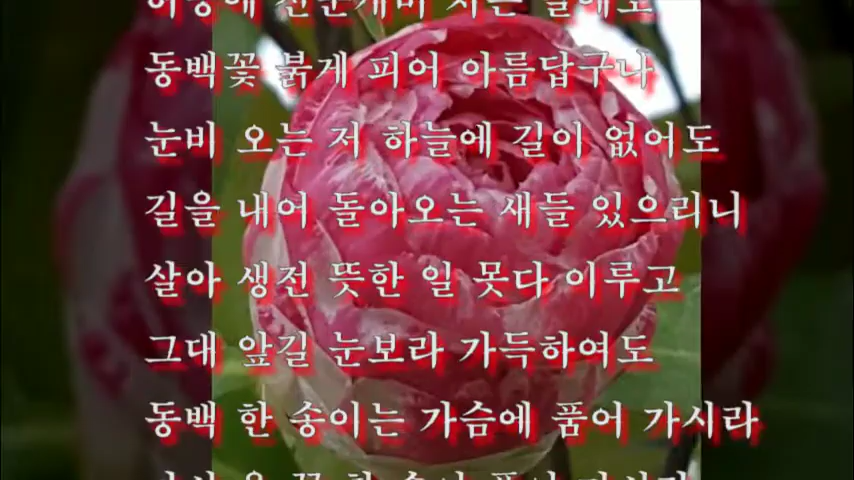 동백꽃 붉게 피어 아름답구나
눈비 오는 저 하늘에 길이 없어도
길을 내어 돌아오는 새들 있으리니
살아 생전 뜻한 일 못다 이루고
그대 앞길 눈보라 가득하여도
동백 한 송이는 가슴에 품어 가시라